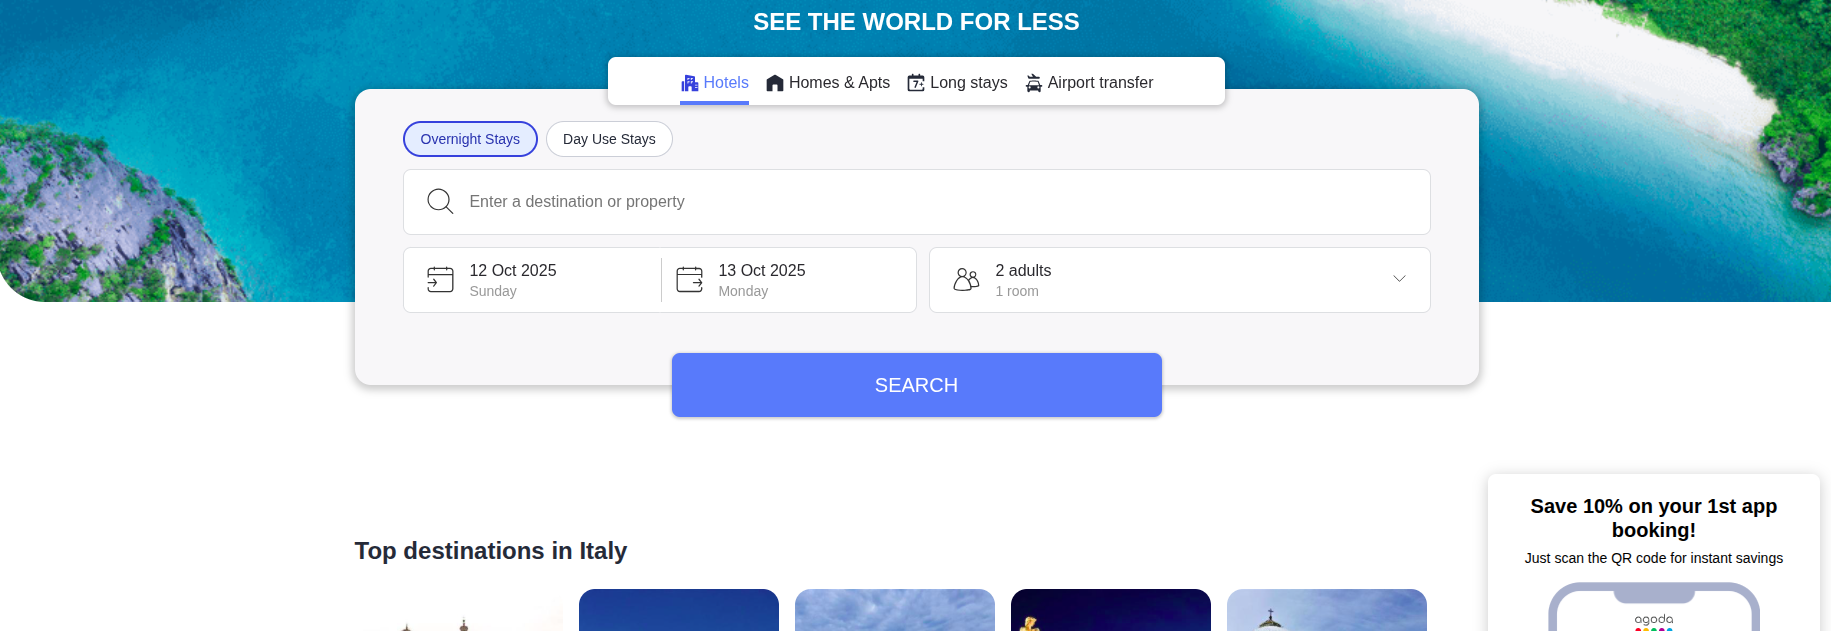 SEE THE WORLD FOR LESS
Hotels
Homes & Apts
7+
Long stays
Airport transfer
Overnight Stays
Day Use Stays
Enter a destination or property
12 Oct 2025
Sunday
13 Oct 2025
Monday
2 adults
1 room
SEARCH
Top destinations in Italy
Save 10% on your 1st app
booking!
Just scan the QR code for instant savings
agoda